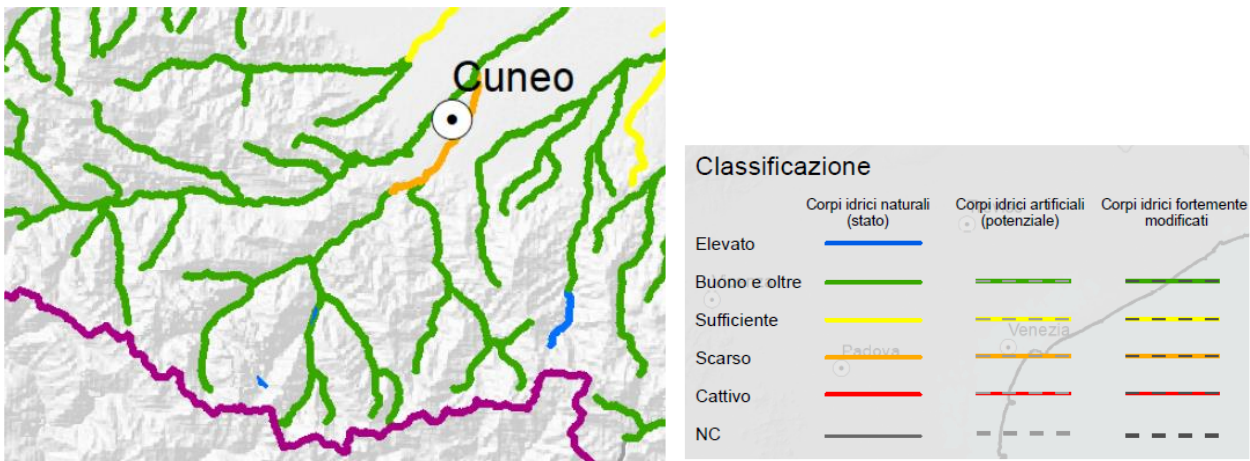 Cuneo
Classificazione
Corpi idrici naturali
(stato)
Corpi idrici artificiali
(potenziale)
Corpi idrici fortemente
modificati
Elevato
Buono e oltre
Sufficiente
Venezia
Scarso
Padova
Cattivo
NC